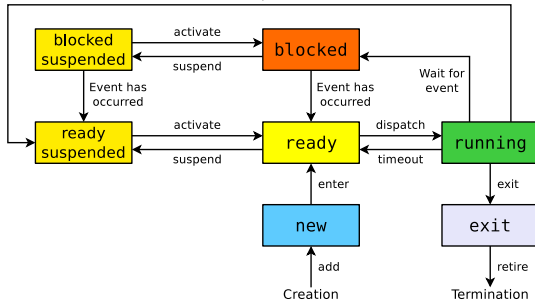 blocked
suspended
activate
suspend
blocked
Event has
occurred
Event has
occurred
Wait for
event
ready
suspended
activate
suspend
ready
dispatch
timeout
running
enter
exit
new
exit
add
retire
Creation
Termination